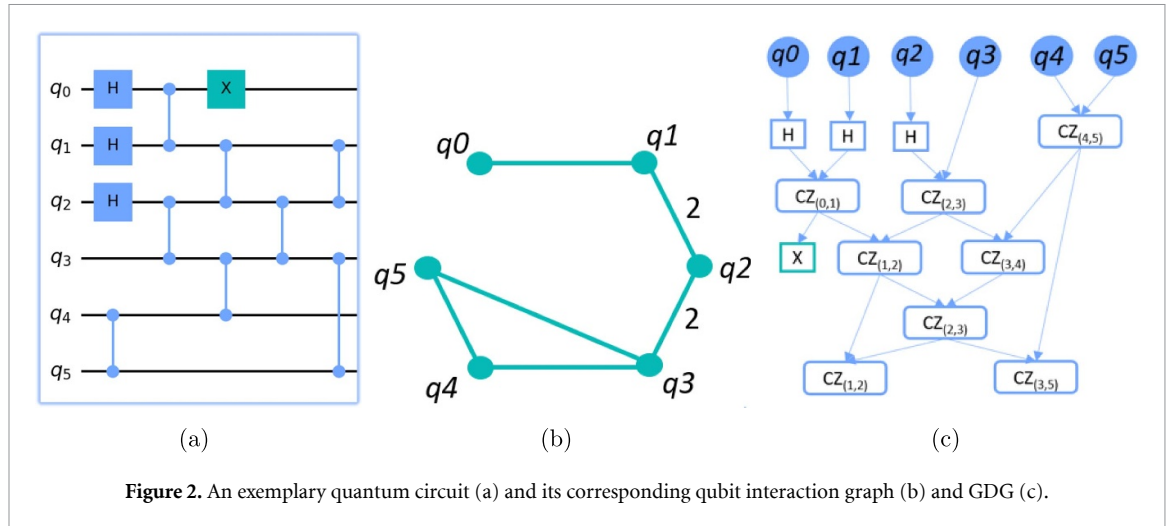 q0 q1 q2 q3 q4 q5
q₀ H X
q₁ H
q₂ H
q₃
q₄
q₅
q0 q1
2
q5 q2
2
q4 q3
H H H CZ(4,5)
CZ(0,1) CZ(2,3)
X CZ(1,2) CZ(3,4)
CZ(2,3)
CZ(1,2) CZ(3,5)
(a) (b) (c)
Figure 2. An exemplary quantum circuit (a) and its corresponding qubit interaction graph (b) and GDG (c).